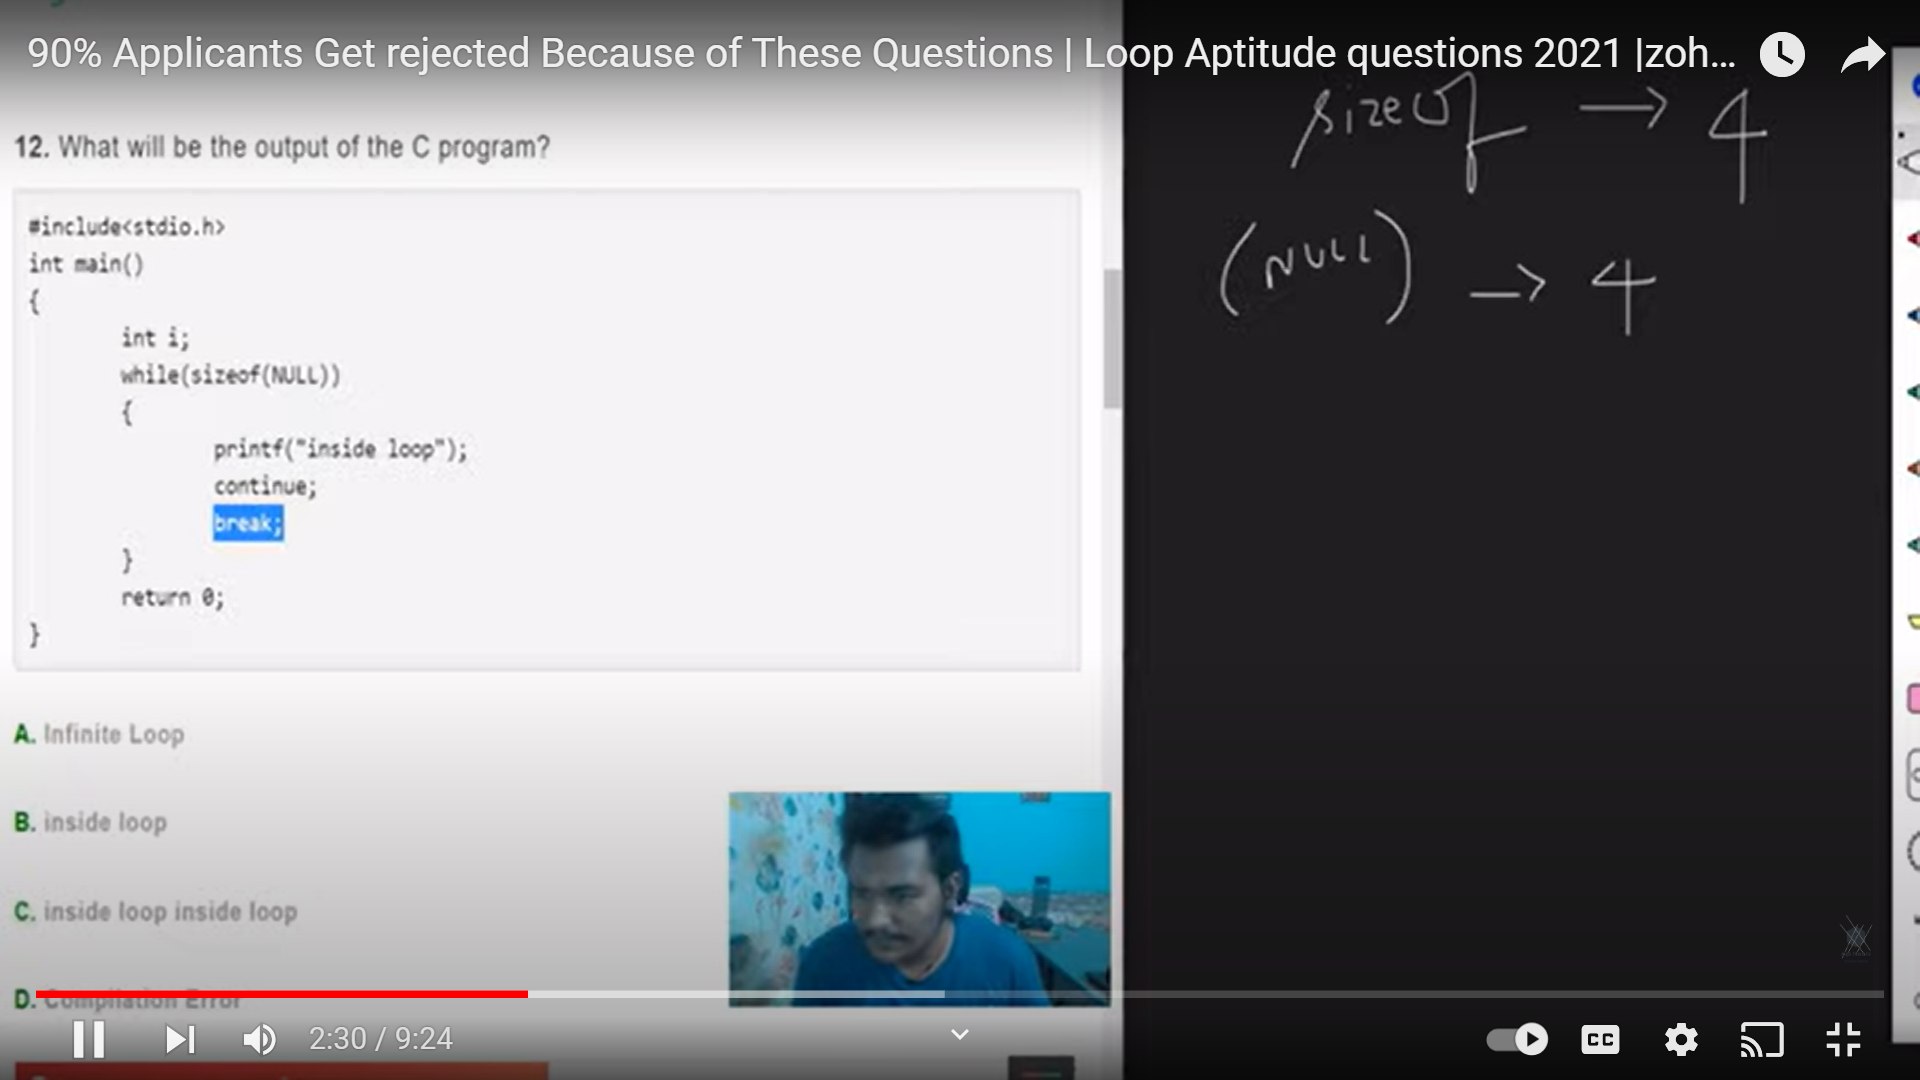 90% Applicants Get rejected Because of These Questions | Loop Aptitude questions 2021 |zoh...
12. What will be the output of the C program?
#include<stdio.h>
int main()
{
int i;
while(sizeof(NULL))
{
printf("inside loop");
continue;
break;
}
return 0;
}
A. Infinite Loop
B. inside loop
C. inside loop inside loop
D. Compilation Error
sizeof → 4
(NULL) → 4
2:30 / 9:24
CC